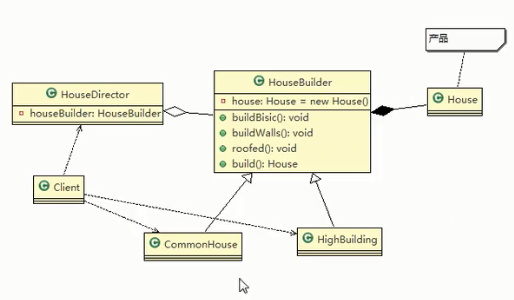 产品
HouseDirector
houseBuilder: HouseBuilder
HouseBuilder
house: House = new House()
buildBisic(): void
buildWalls(): void
roofed(): void
build(): House
House
Client
CommonHouse
HighBuilding